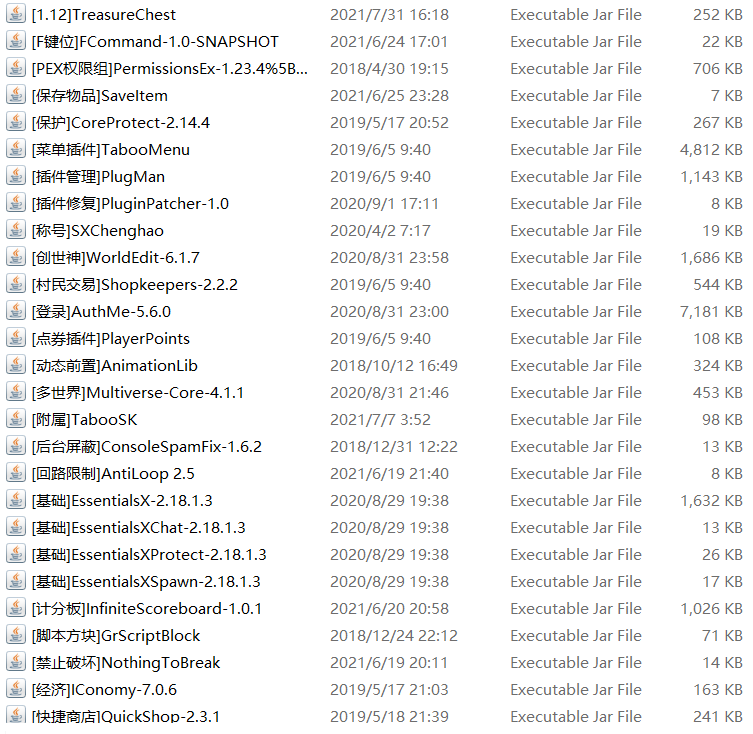 [1.12]TreasureChest 2021/7/31 16:18 Executable Jar File 252 KB
[F键位]FCommand-1.0-SNAPSHOT 2021/6/24 17:01 Executable Jar File 22 KB
[PEX权限组]PermissionsEx-1.23.4%5B... 2018/4/30 19:15 Executable Jar File 706 KB
[保存物品]SaveItem 2021/6/25 23:28 Executable Jar File 7 KB
[保护]CoreProtect-2.14.4 2019/5/17 20:52 Executable Jar File 267 KB
[菜单插件]TabooMenu 2019/6/5 9:40 Executable Jar File 4,812 KB
[插件管理]PlugMan 2019/6/5 9:40 Executable Jar File 1,143 KB
[插件修复]PluginPatcher-1.0 2020/9/1 17:11 Executable Jar File 8 KB
[称号]SXChenghao 2020/4/2 7:17 Executable Jar File 19 KB
[创世神]WorldEdit-6.1.7 2020/8/31 23:58 Executable Jar File 1,686 KB
[村民交易]Shopkeepers-2.2.2 2019/6/5 9:40 Executable Jar File 544 KB
[登录]AuthMe-5.6.0 2020/8/31 23:00 Executable Jar File 7,181 KB
[点券插件]PlayerPoints 2019/6/5 9:40 Executable Jar File 108 KB
[动态前置]AnimationLib 2018/10/12 16:49 Executable Jar File 324 KB
[多世界]Multiverse-Core-4.1.1 2020/8/31 21:46 Executable Jar File 453 KB
[附属]TabooSK 2021/7/7 3:52 Executable Jar File 98 KB
[后台屏蔽]ConsoleSpamFix-1.6.2 2018/12/31 12:22 Executable Jar File 13 KB
[回路限制]AntiLoop 2.5 2021/6/19 21:40 Executable Jar File 8 KB
[基础]EssentialsX-2.18.1.3 2020/8/29 19:38 Executable Jar File 1,632 KB
[基础]EssentialsXChat-2.18.1.3 2020/8/29 19:38 Executable Jar File 13 KB
[基础]EssentialsXProtect-2.18.1.3 2020/8/29 19:38 Executable Jar File 26 KB
[基础]EssentialsXSpawn-2.18.1.3 2020/8/29 19:38 Executable Jar File 17 KB
[计分板]InfiniteScoreboard-1.0.1 2021/6/20 20:58 Executable Jar File 1,026 KB
[脚本方块]GrScriptBlock 2018/12/24 22:12 Executable Jar File 71 KB
[禁止破坏]NothingToBreak 2021/6/19 20:11 Executable Jar File 14 KB
[经济]IConomy-7.0.6 2019/5/17 21:03 Executable Jar File 163 KB
[快捷商店]QuickShop-2.3.1 2019/5/18 21:39 Executable Jar File 241 KB